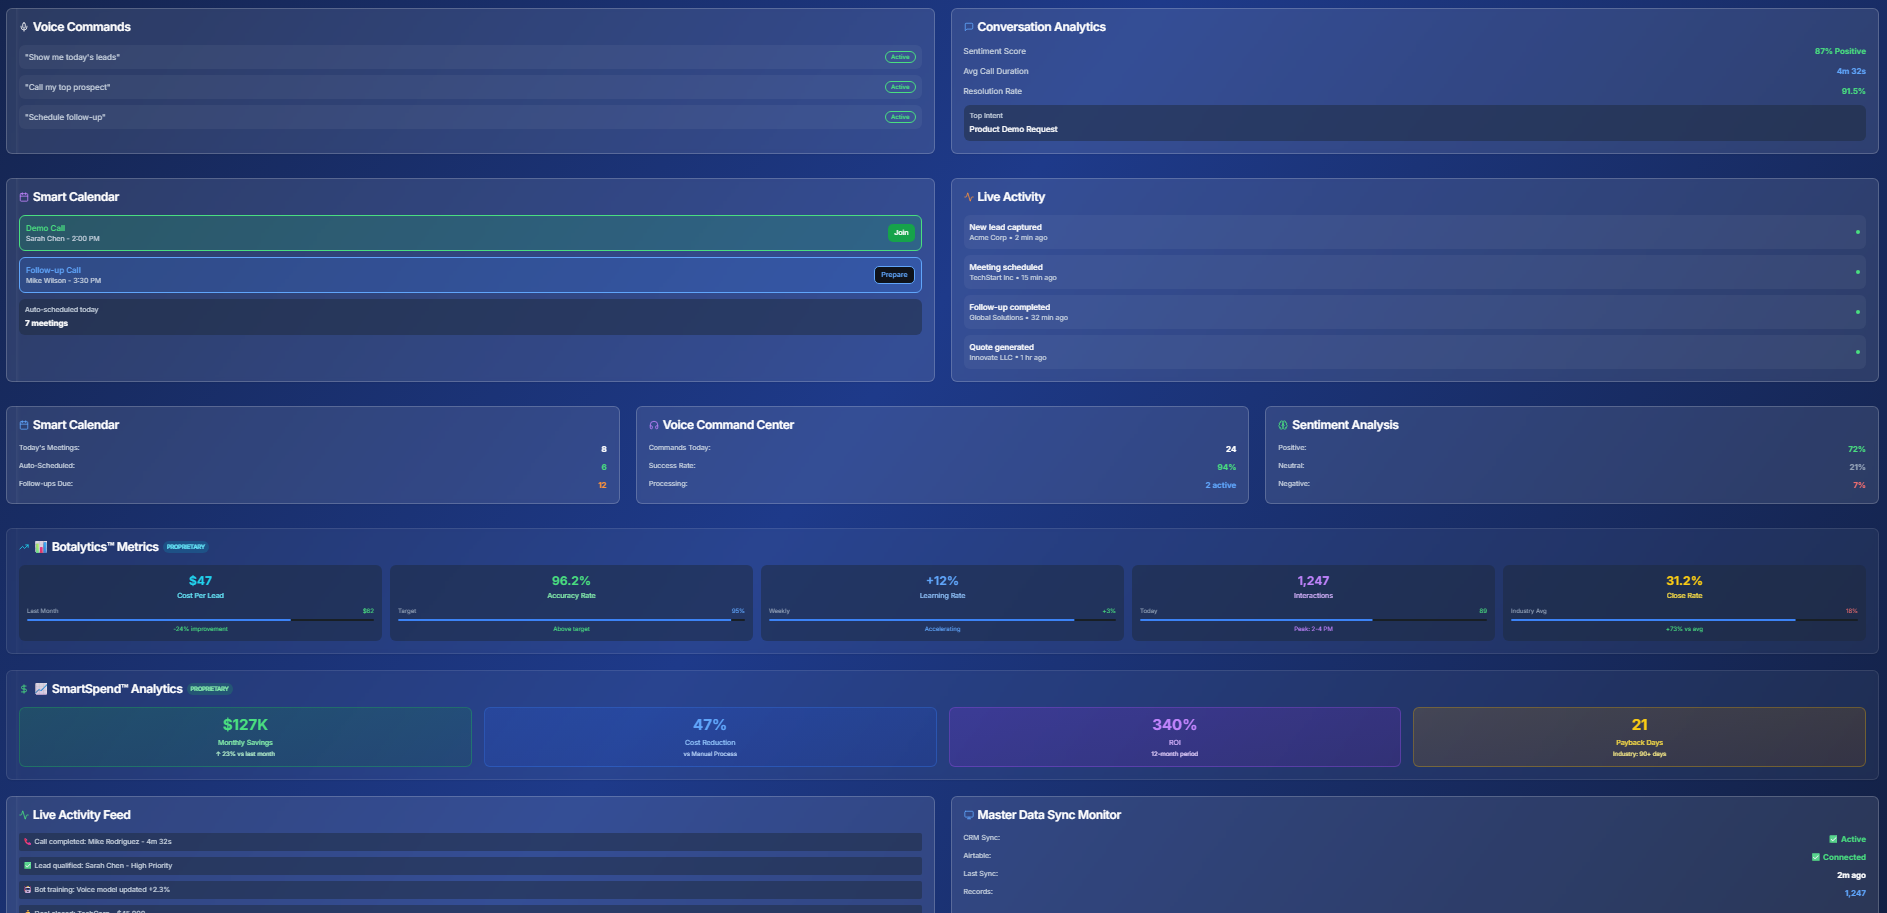 Voice Commands
"Show me today's leads"
Active
"Call my top prospect"
Active
"Schedule follow-up"
Active
Conversation Analytics
Sentiment Score
87% Positive
Avg Call Duration
4m 32s
Resolution Rate
91.5%
Top Intent
Product Demo Request
Smart Calendar
Demo Call
Sarah Chen - 2:00 PM
Join
Follow-up Call
Mike Wilson - 3:30 PM
Prepare
Auto-scheduled today
7 meetings
Live Activity
New lead captured
Acme Corp • 2 min ago
Meeting scheduled
TechStart Inc • 15 min ago
Follow-up completed
Global Solutions • 32 min ago
Quote generated
Innovate LLC • 1 hr ago
Smart Calendar
Today's Meetings:
8
Auto-Scheduled:
6
Follow-ups Due:
12
Voice Command Center
Commands Today:
24
Success Rate:
94%
Processing:
2 active
Sentiment Analysis
Positive:
72%
Neutral:
21%
Negative:
7%
Botalytics™ Metrics PROPRIETARY
$47
Cost Per Lead
Last Month $62
-24% improvement
96.2%
Accuracy Rate
Target 95%
Above target
+12%
Learning Rate
Weekly +3%
Accelerating
1,247
Interactions
Today 89
Peak: 2-4 PM
31.2%
Close Rate
Industry Avg 18%
+73% vs avg
SmartSpend™ Analytics PROPRIETARY
$127K
Monthly Savings
↑ 23% vs last month
47%
Cost Reduction
vs Manual Process
340%
ROI
12-month period
21
Payback Days
Industry: 90+ days
Live Activity Feed
Call completed: Mike Rodriguez - 4m 32s
Lead qualified: Sarah Chen - High Priority
Bot training: Voice model updated +2.3%
Master Data Sync Monitor
CRM Sync:
Active
Airtable:
Connected
Last Sync:
2m ago
Records:
1,247